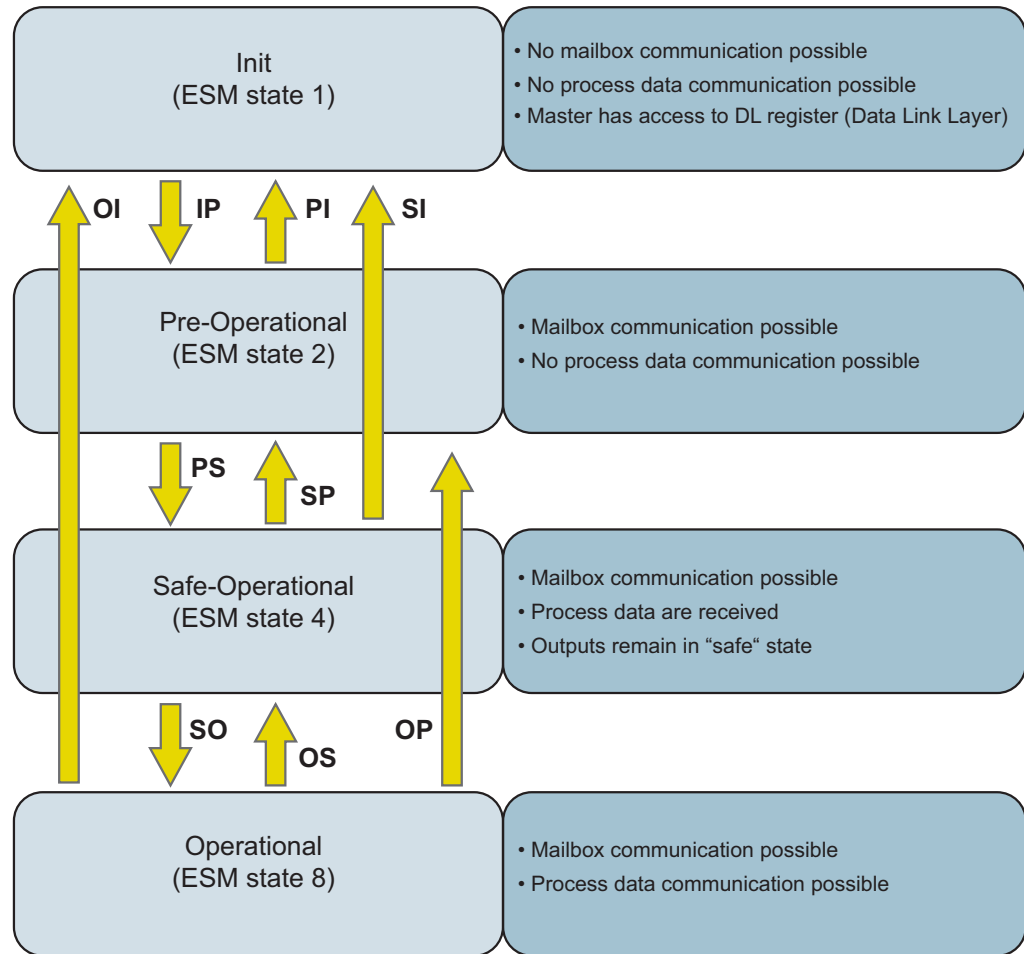 Init
(ESM state 1)
• No mailbox communication possible
• No process data communication possible
• Master has access to DL register (Data Link Layer)
OI
IP
PI
SI
Pre-Operational
(ESM state 2)
• Mailbox communication possible
• No process data communication possible
PS
SP
Safe-Operational
(ESM state 4)
• Mailbox communication possible
• Process data are received
• Outputs remain in “safe“ state
SO
OS
OP
Operational
(ESM state 8)
• Mailbox communication possible
• Process data communication possible